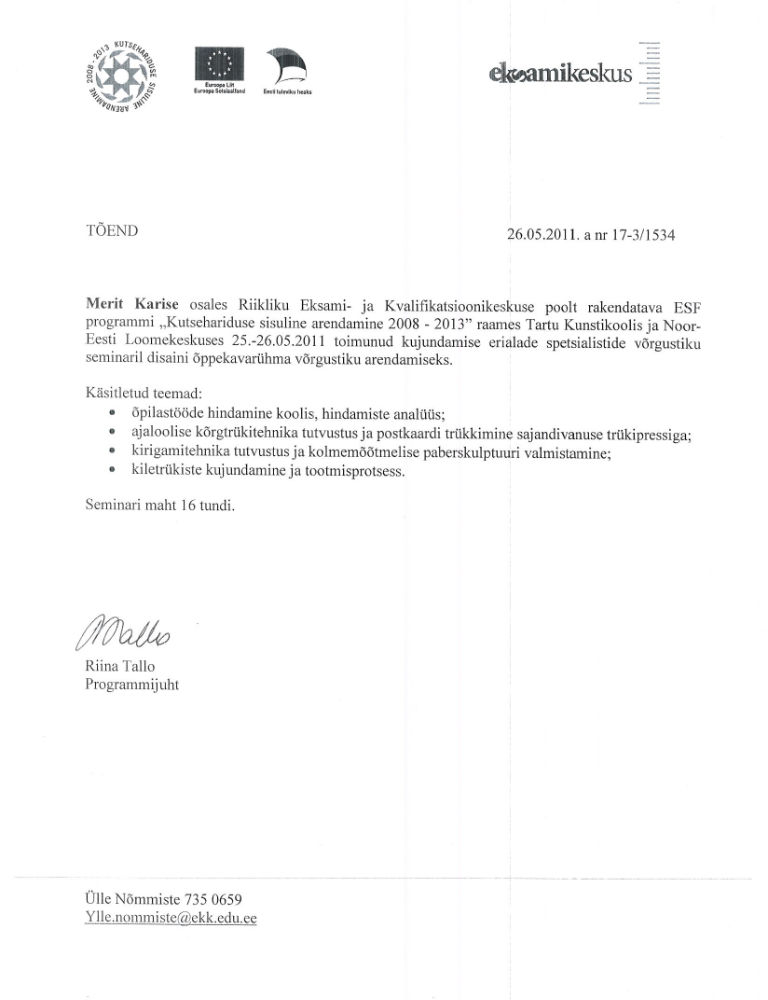 2008 - 2013 KUTSEHARIDUSE SISULINE ARENDAMINE
Euroopa Liit
Euroopa Sotsiaalfond
Eesti tuleviku heaks
eksamikeskus
TÕEND
26.05.2011. a nr 17-3/1534
Merit Karise osales Riikliku Eksami- ja Kvalifikatsioonikeskuse poolt rakendatava ESF
programmi „Kutsehariduse sisuline arendamine 2008 - 2013” raames Tartu Kunstikoolis ja Noor-
Eesti Loomekeskuses 25.-26.05.2011 toimunud kujundamise erialade spetsialistide võrgustiku
seminaril disaini õppekavarühma võrgustiku arendamiseks.
Käsitletud teemad:
• õpilastööde hindamine koolis, hindamiste analüüs;
• ajaloolise kõrgtrükitehnika tutvustus ja postkaardi trükkimine sajandivanuse trükipressiga;
• kirigamitehnika tutvustus ja kolmemõõtmelise paberskulptuuri valmistamine;
• kiletrükiste kujundamine ja tootmisprotsess.
Seminari maht 16 tundi.
Riina Tallo
Programmijuht
Ülle Nõmmiste 735 0659
Ylle.nommiste@ekk.edu.ee